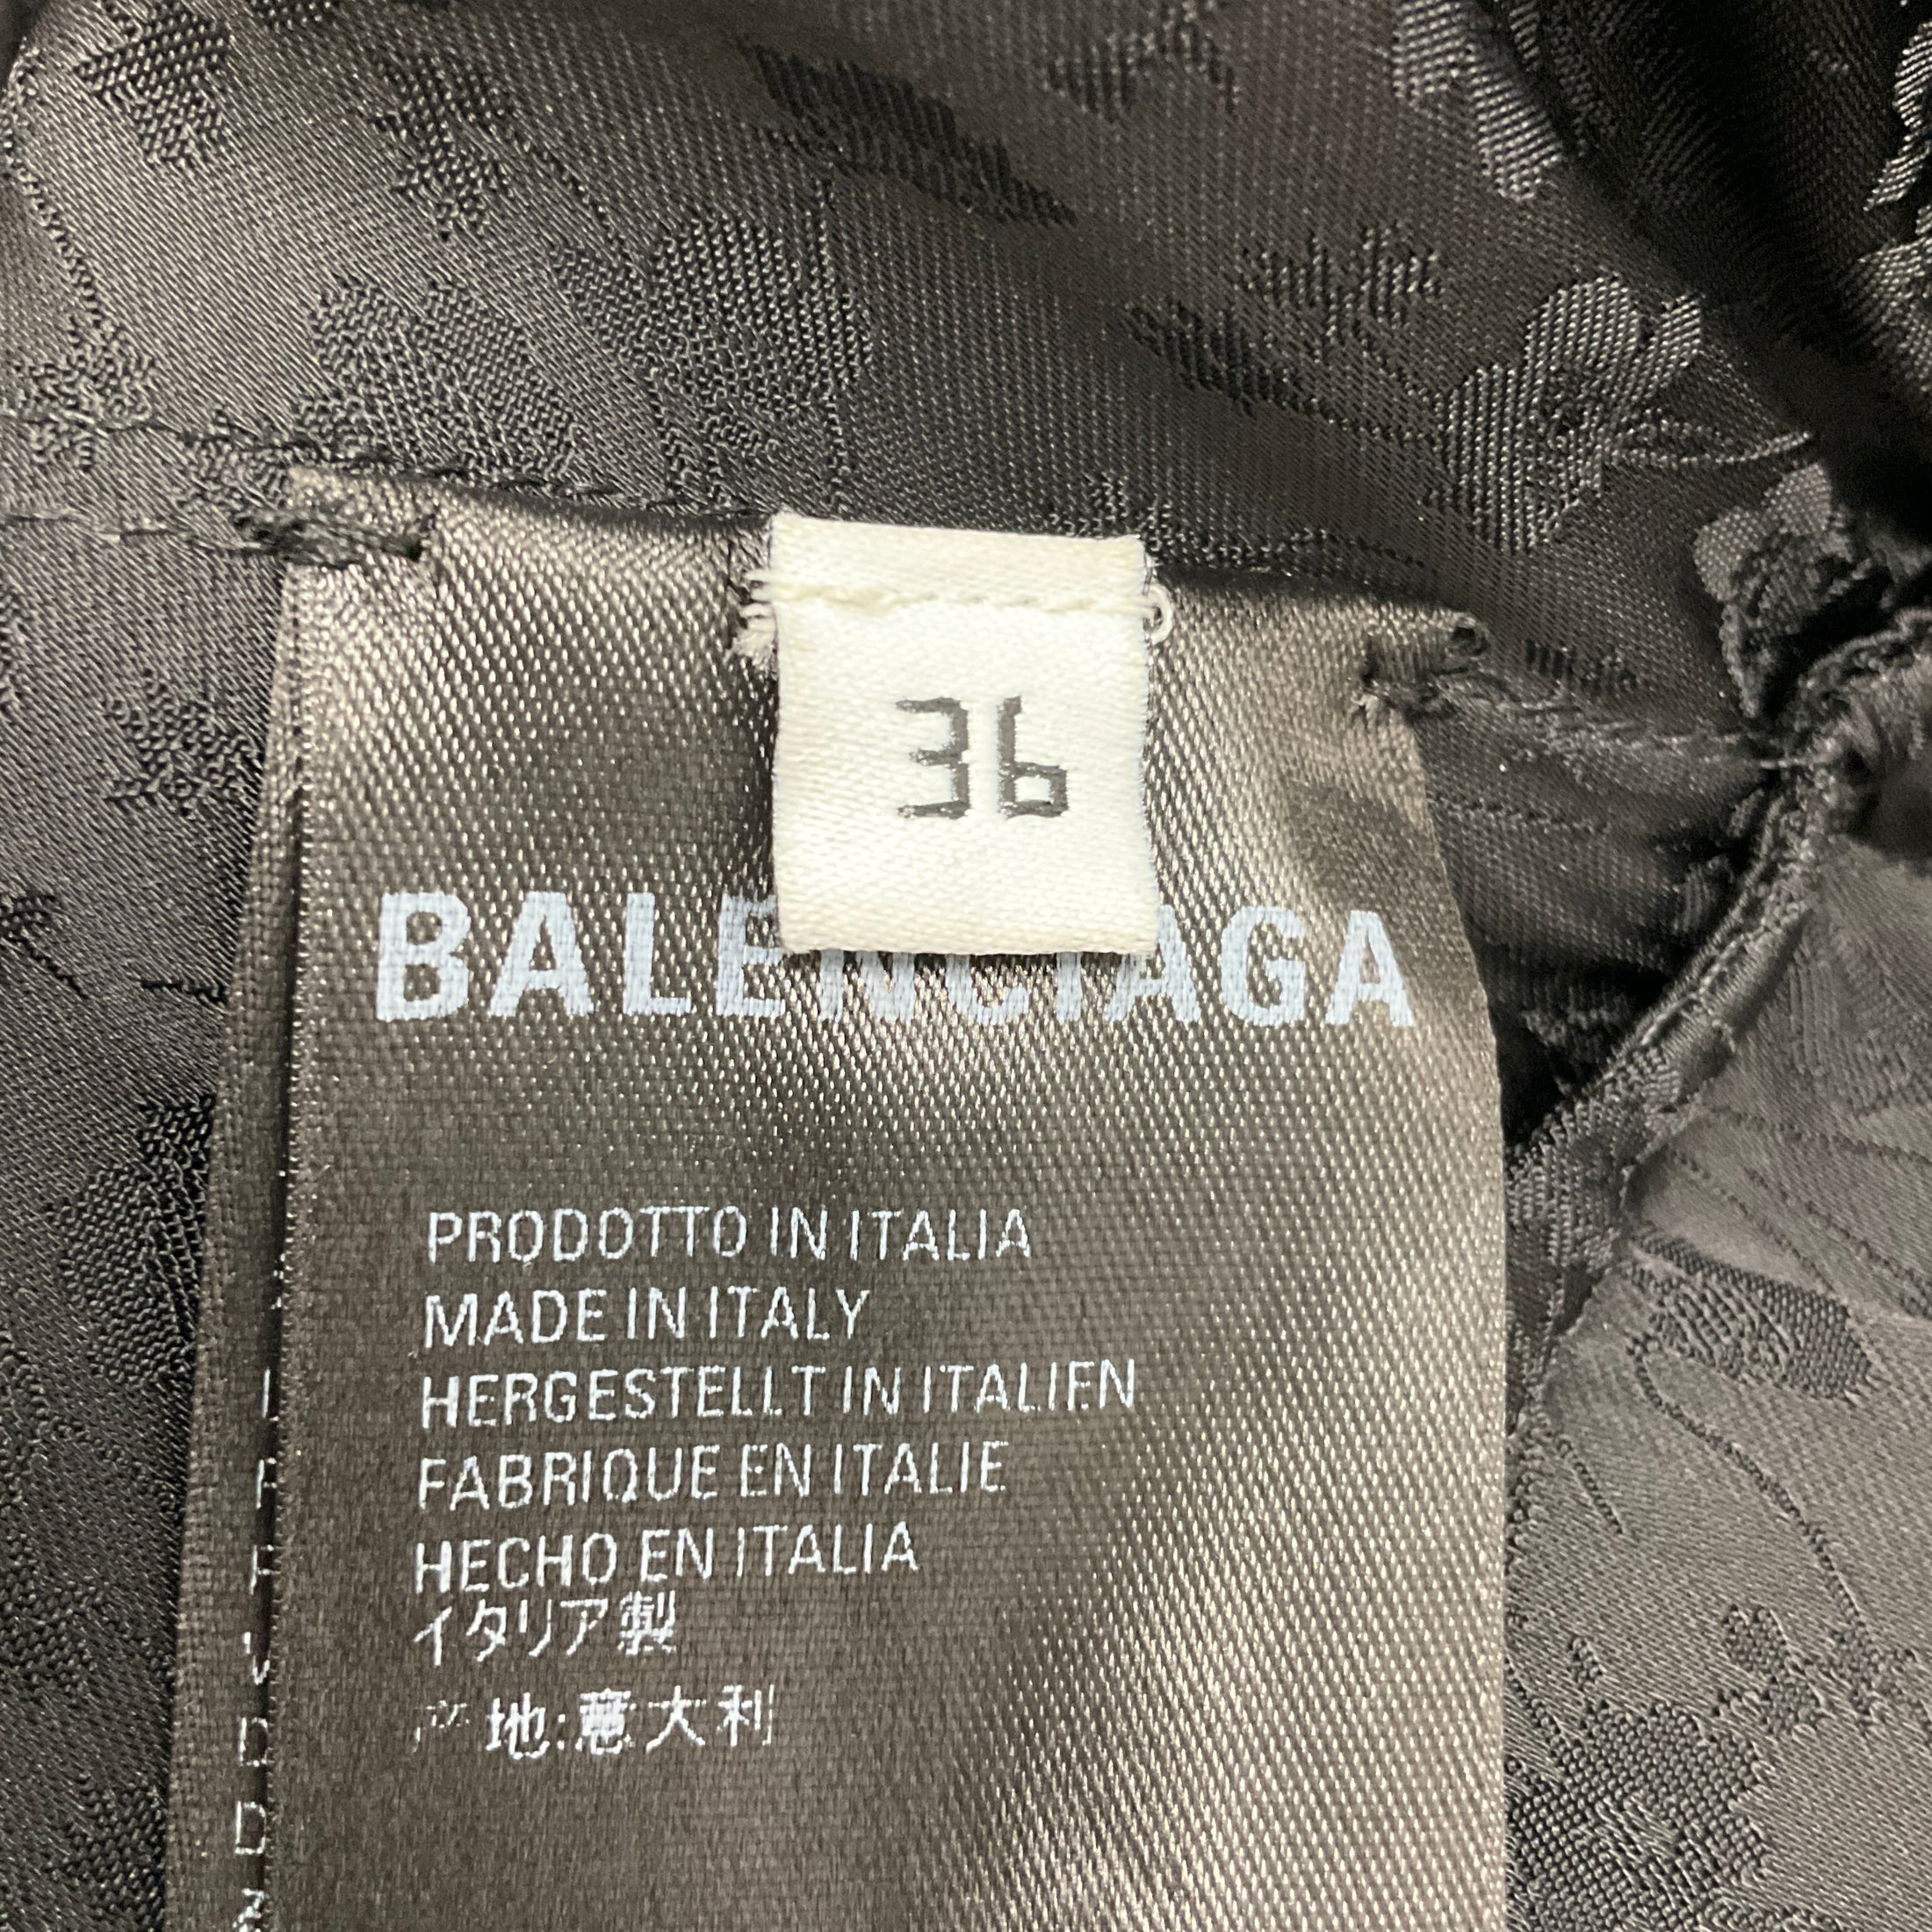 36
BALENCIAGA
PRODOTTO IN ITALIA
MADE IN ITALY
HERGESTELLT IN ITALIEN
FABRIQUE EN ITALIE
HECHO EN ITALIA
イタリア製
产地:意大利